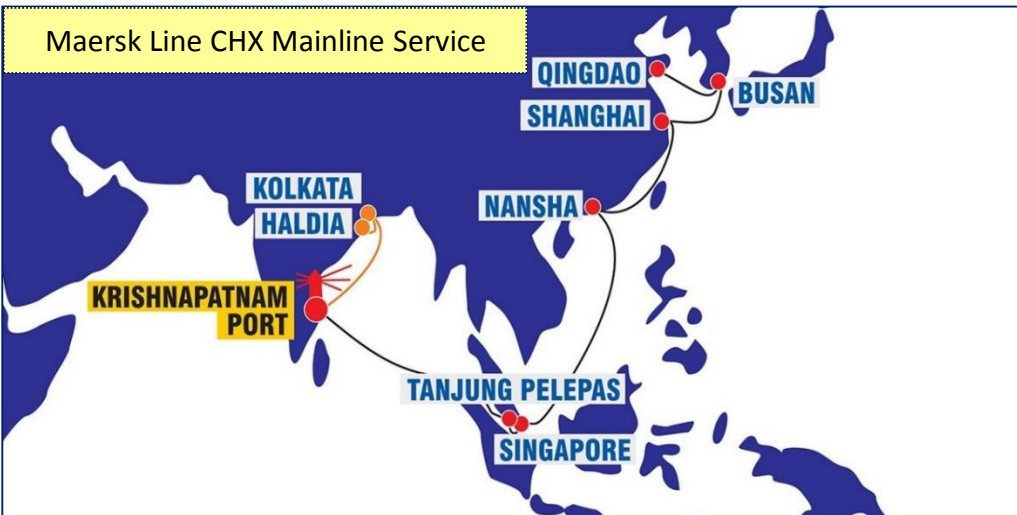 Maersk Line CHX Mainline Service
QINGDAO
BUSAN
SHANGHAI
KOLKATA
HALDIA
NANSHA
KRISHNAPATNAM
PORT
TANJUNG PELEPAS
SINGAPORE